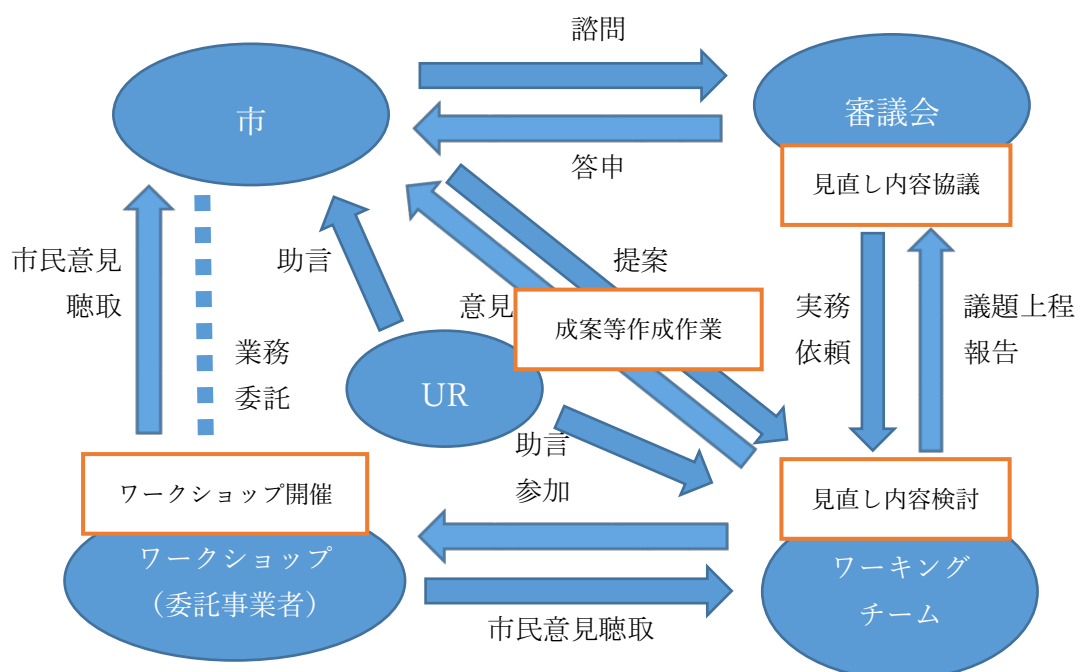 諮問
市
審議会
答申
見直し内容協議
市民意見
聴取
助言
提案
意見
成案等作成作業
実務
依頼
議題上程
報告
業務
委託
UR
助言
参加
ワークショップ開催
見直し内容検討
ワークショップ
（委託事業者）
ワーキング
チーム
市民意見聴取